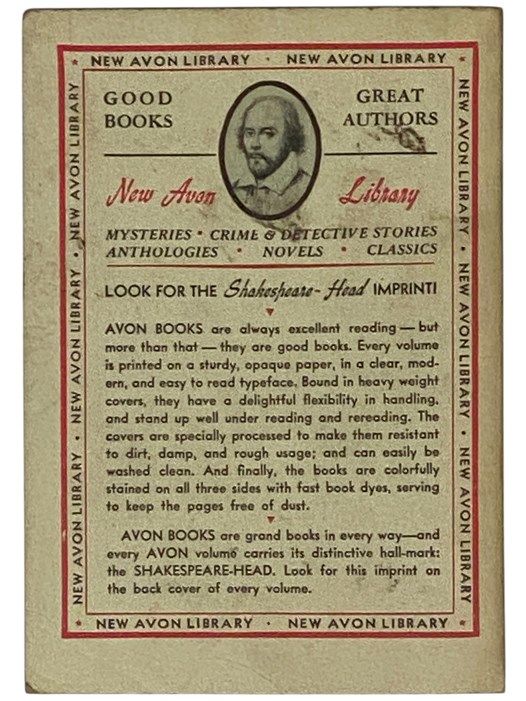 NEW AVON LIBRARY · NEW AVON LIBRARY
NEW AVON LIBRARY · NEW AVON LIBRARY · NEW AVON LIBRARY
GOOD BOOKS
GREAT AUTHORS
New Avon Library
MYSTERIES • CRIME & DETECTIVE STORIES
ANTHOLOGIES • NOVELS • CLASSICS
LOOK FOR THE Shakespeare-Head IMPRINT!
AVON BOOKS are always excellent reading — but
more than that — they are good books. Every volume
is printed on a sturdy, opaque paper, in a clear, mod-
ern, and easy to read typeface. Bound in heavy weight
covers, they have a delightful flexibility in handling,
and stand up well under reading and rereading. The
covers are specially processed to make them resistant
to dirt, damp, and rough usage; and can easily be
washed clean. And finally, the books are colorfully
stained on all three sides with fast book dyes, serving
to keep the pages free of dust.
AVON BOOKS are grand books in every way—and
every AVON volume carries its distinctive hall-mark:
the SHAKESPEARE-HEAD. Look for this imprint on
the back cover of every volume.
NEW AVON LIBRARY · NEW AVON LIBRARY · NEW AVON LIBRARY
NEW AVON LIBRARY · NEW AVON LIBRARY